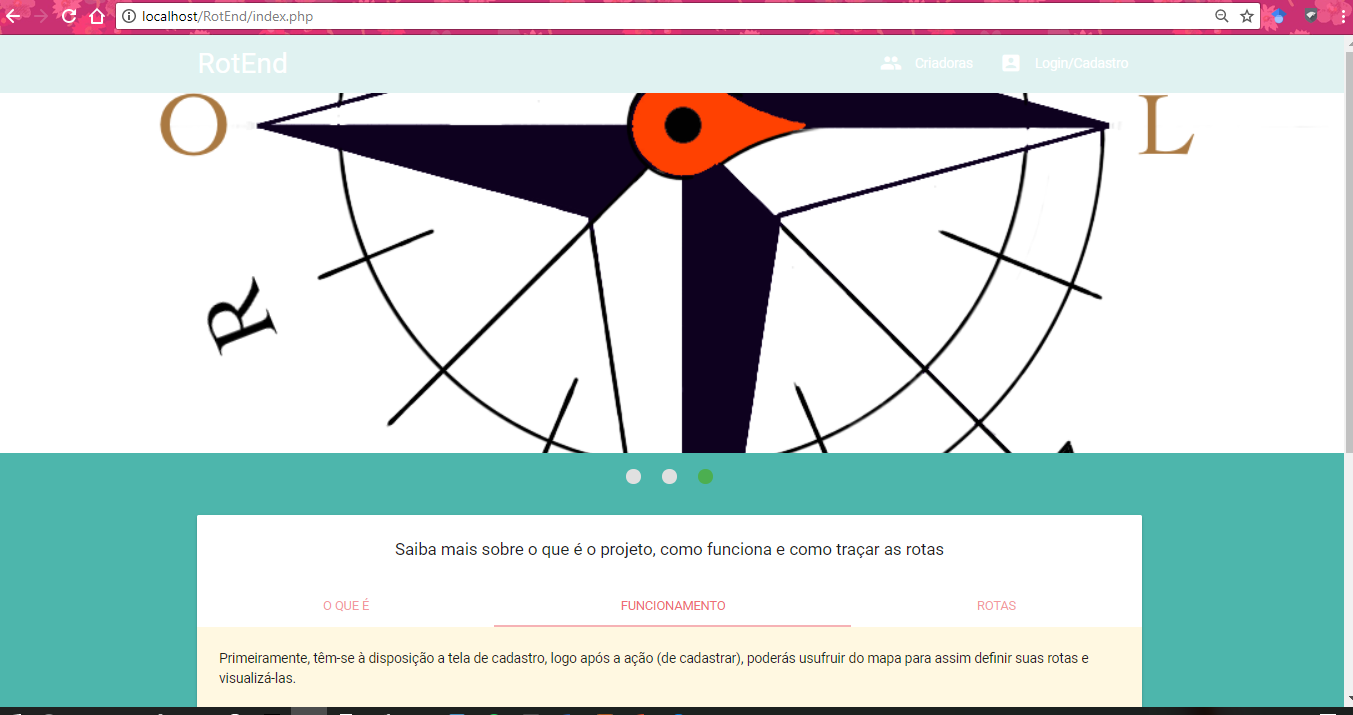 localhost/RotEnd/index.php
RotEnd
Criadoras
Login/Cadastro
O
L
R
Saiba mais sobre o que é o projeto, como funciona e como traçar as rotas
O QUE É
FUNCIONAMENTO
ROTAS
Primeiramente, têm-se à disposição a tela de cadastro, logo após a ação (de cadastrar), poderás usufruir do mapa para assim definir suas rotas e
visualizá-las.